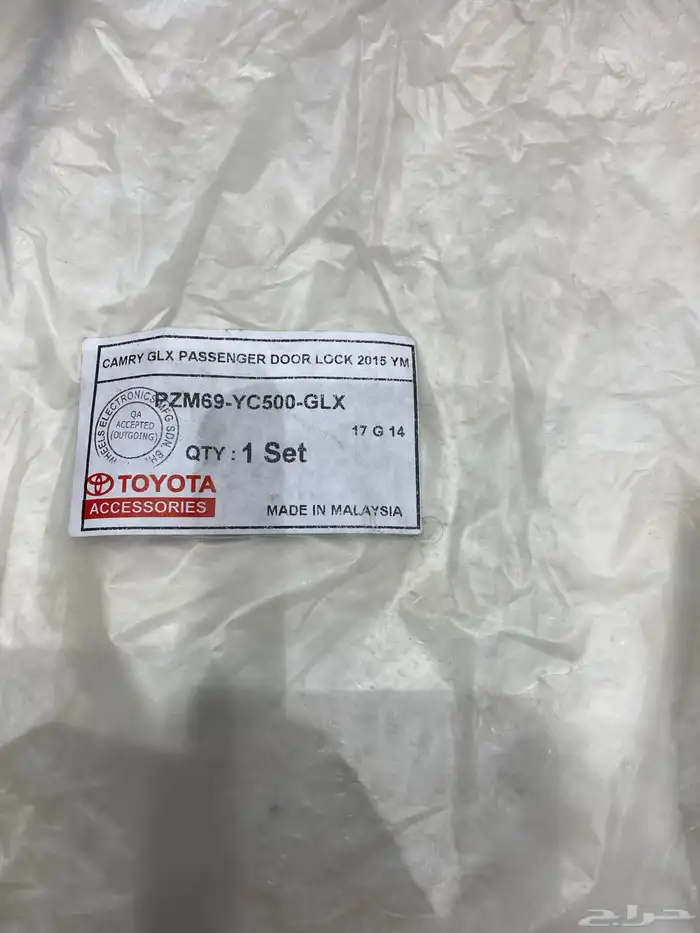 CAMRY GLX PASSENGER DOOR LOCK 2015 YM
PZM69-YC500-GLX
WHEELS ELECTRONICS MFG SDN. BH
QA
ACCEPTED
(OUTGOING)
17 G 14
QTY : 1 Set
TOYOTA
ACCESSORIES
MADE IN MALAYSIA
حراج